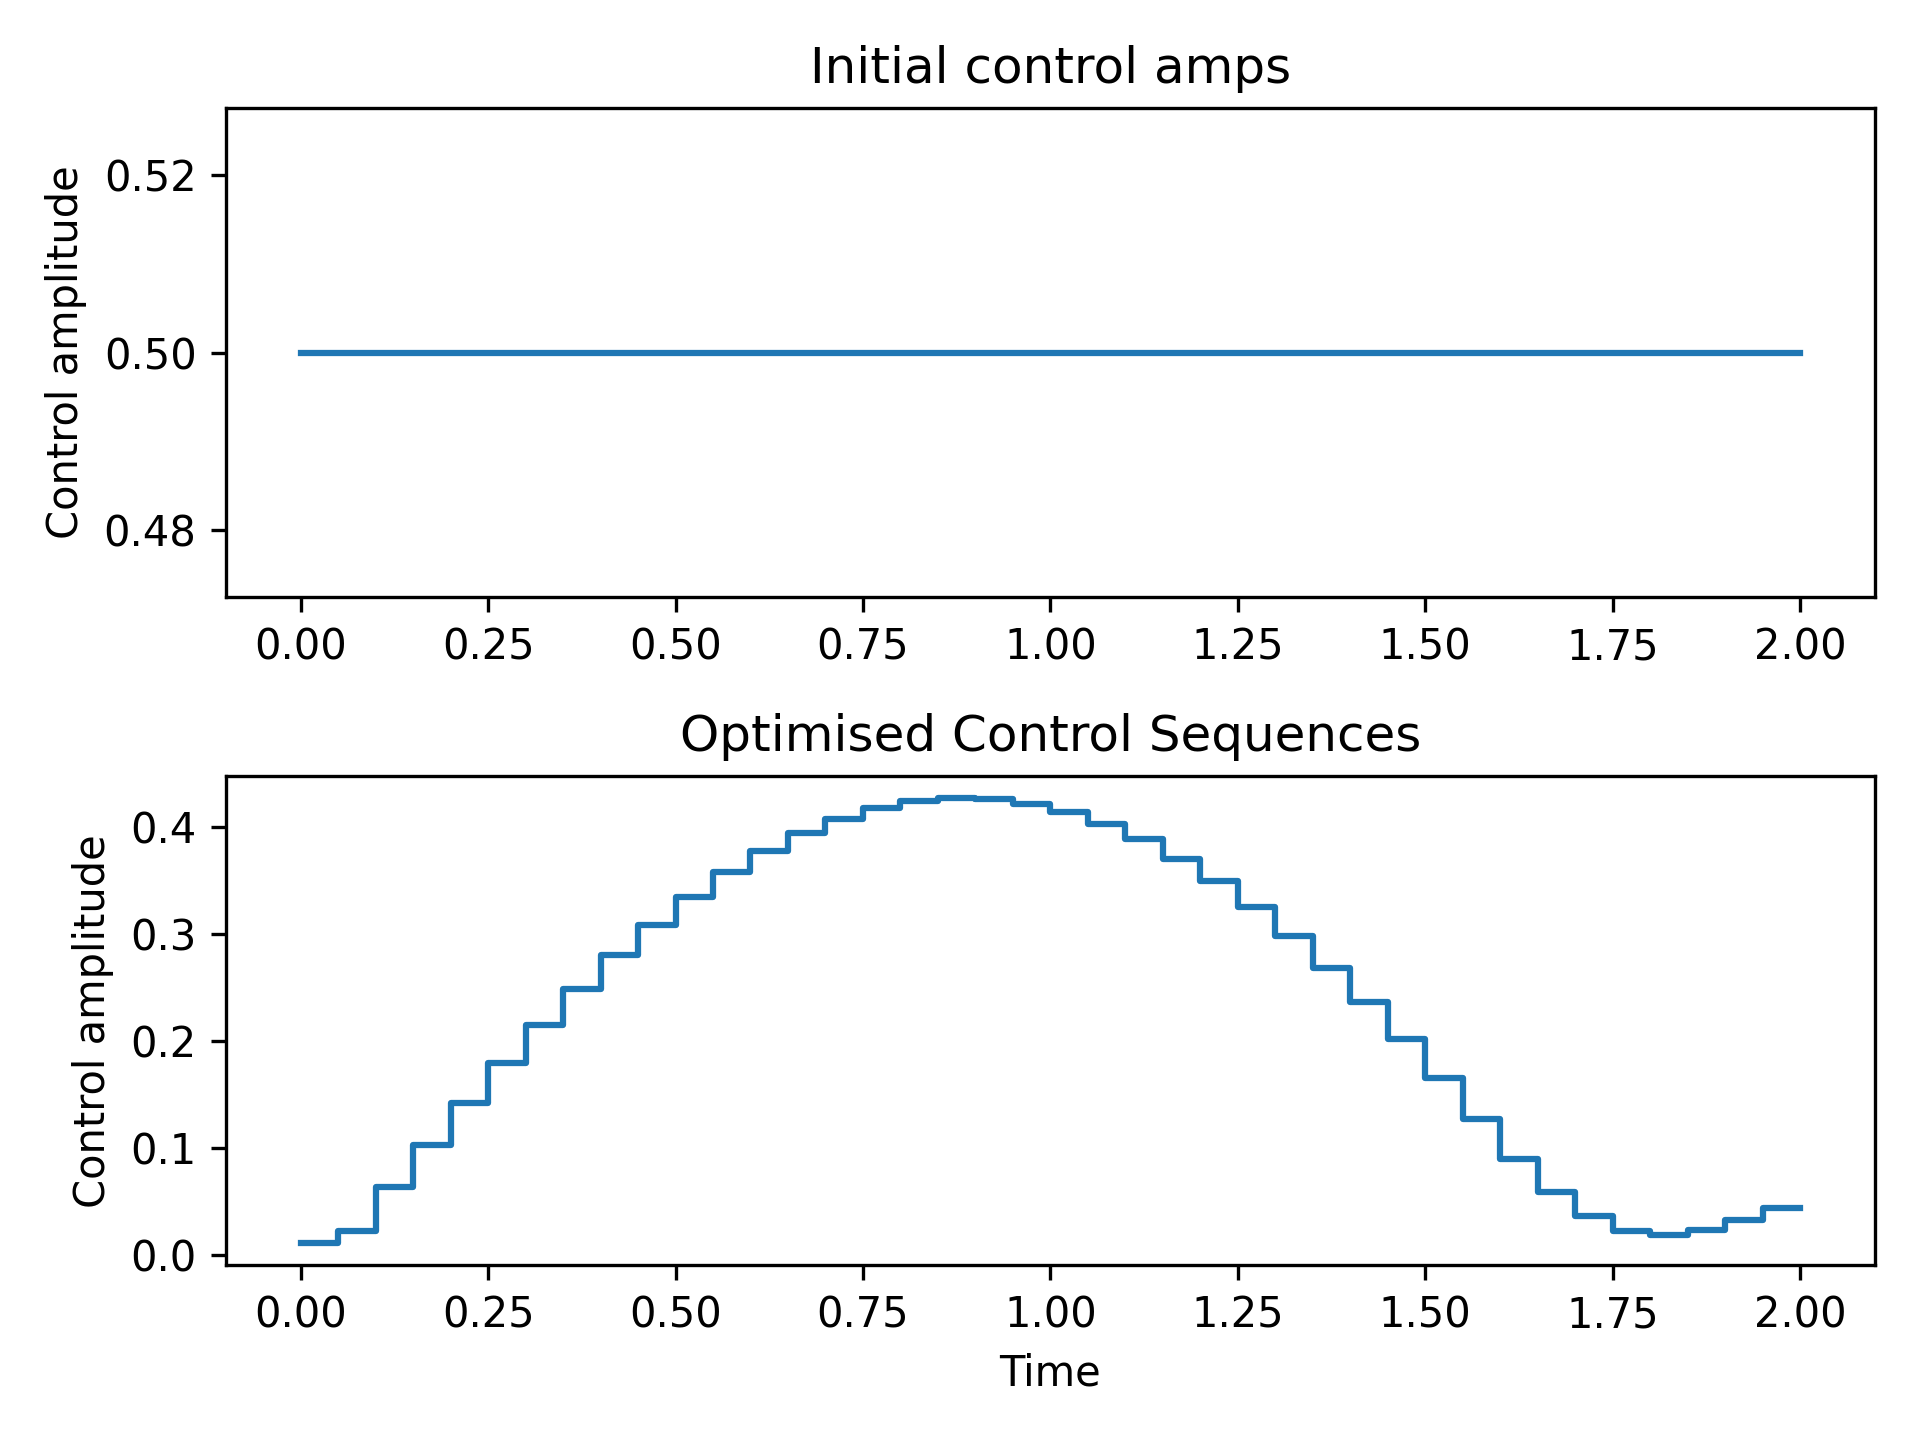 Initial control amps
Control amplitude
0.52
0.50
0.48
0.00 0.25 0.50 0.75 1.00 1.25 1.50 1.75 2.00
Optimised Control Sequences
Control amplitude
0.4
0.3
0.2
0.1
0.0
0.00 0.25 0.50 0.75 1.00 1.25 1.50 1.75 2.00
Time